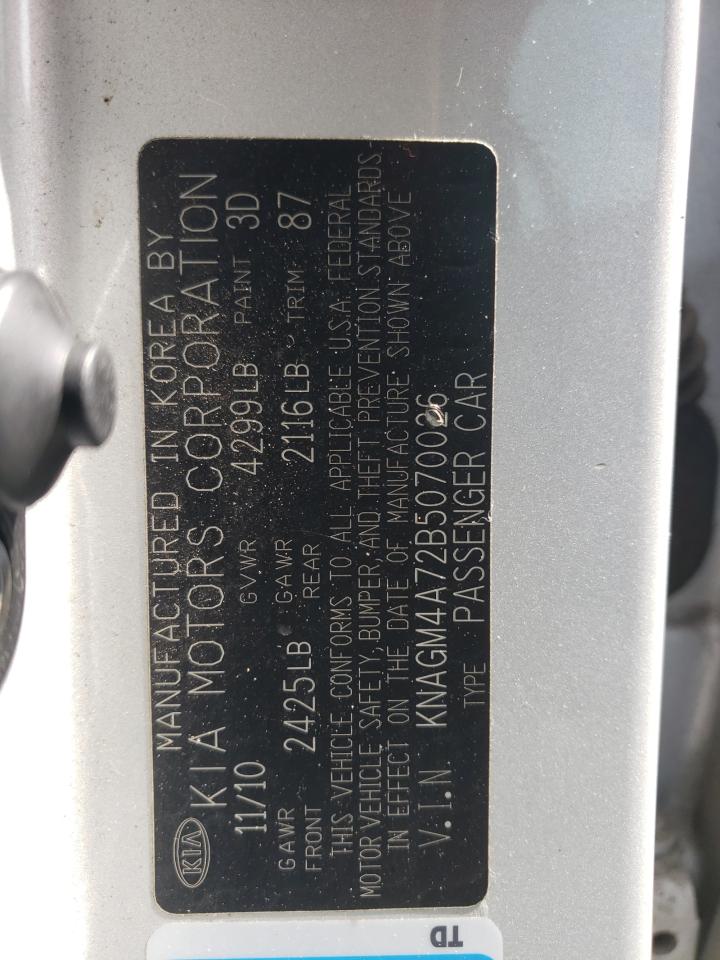 KIA
MANUFACTURED IN KOREA BY
KIA MOTORS CORPORATION
11/10 GVWR 4299LB PAINT 3D
GAWR FRONT 2425LB GAWR REAR 2116LB TRIM 87
THIS VEHICLE CONFORMS TO ALL APPLICABLE U.S.A. FEDERAL
MOTOR VEHICLE SAFETY, BUMPER, AND THEFT PREVENTION STANDARDS
IN EFFECT ON THE DATE OF MANUFACTURE SHOWN ABOVE
V.I.N KNAGM4A72B5070026
TYPE PASSENGER CAR
TD